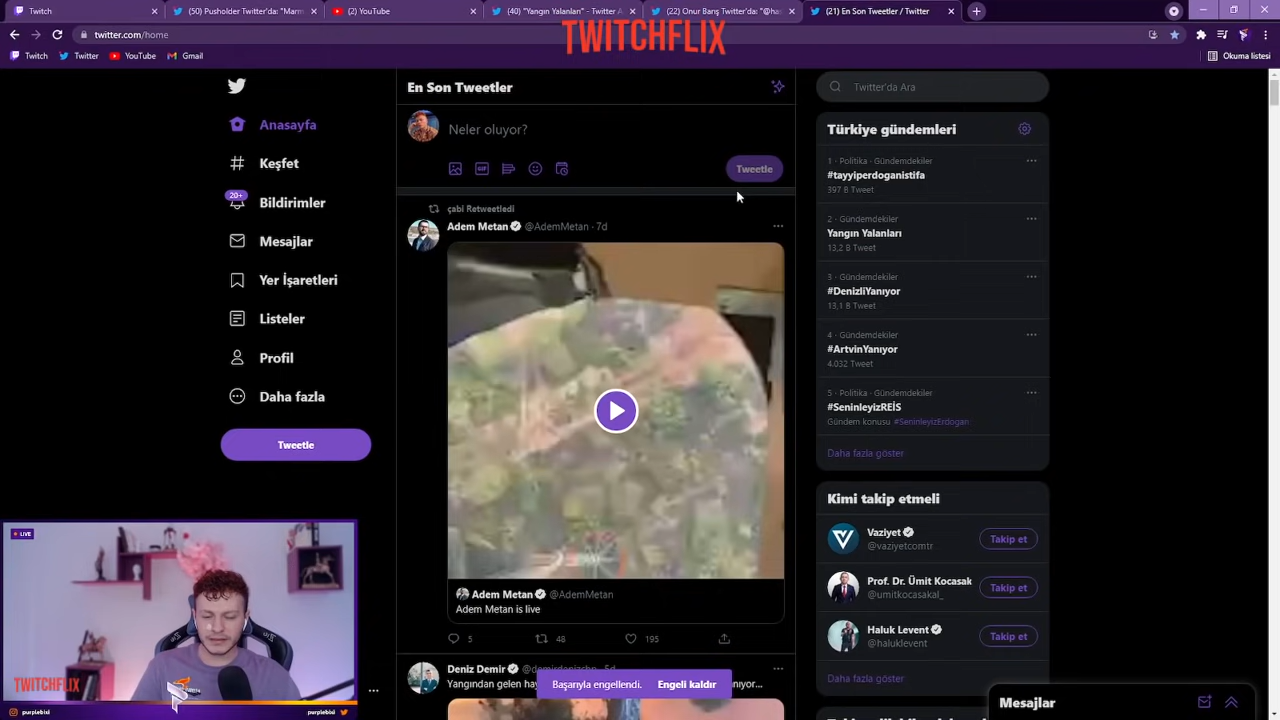 Twitch
(50) Pusholder Twitter'da: "Marm
(2) YouTube
(40) "Yangın Yalanları" - Twitter A
(22) Onur Barış Twitter'da: "@has
(21) En Son Tweetler / Twitter
twitter.com/home
TWITCHFLIX
Twitch
Twitter
YouTube
Gmail
Okuma listesi
Anasayfa
Keşfet
20+
Bildirimler
Mesajlar
Yer İşaretleri
Listeler
Profil
Daha fazla
Tweetle
En Son Tweetler
Neler oluyor?
GIF
Tweetle
çabi Retweetledi
Adem Metan @AdemMetan · 7d
Adem Metan @AdemMetan
Adem Metan is live
5
48
195
Deniz Demir
Yangından gelen
Başarıyla engellendi. Engeli kaldır
Twitter'da Ara
Türkiye gündemleri
1 · Politika · Gündemdekiler
#tayyiperdoganistifa
397 B Tweet
2 · Gündemdekiler
Yangın Yalanları
13,2 B Tweet
3 · Gündemdekiler
#DenizliYanıyor
13,1 B Tweet
4 · Gündemdekiler
#ArtvinYanıyor
4.032 Tweet
5 · Politika · Gündemdekiler
#SeninleyizREİS
Gündem konusu #SeninleyizErdogan
Daha fazla göster
Kimi takip etmeli
Vaziyet
@vaziyetcomtr
Takip et
Prof. Dr. Ümit Kocasak
@umitkocasakal_
Takip et
Haluk Levent
@haluklevent
Takip et
Daha fazla göster
Mesajlar
LIVE
TWITCHFLIX
purplebixi
purplebixi